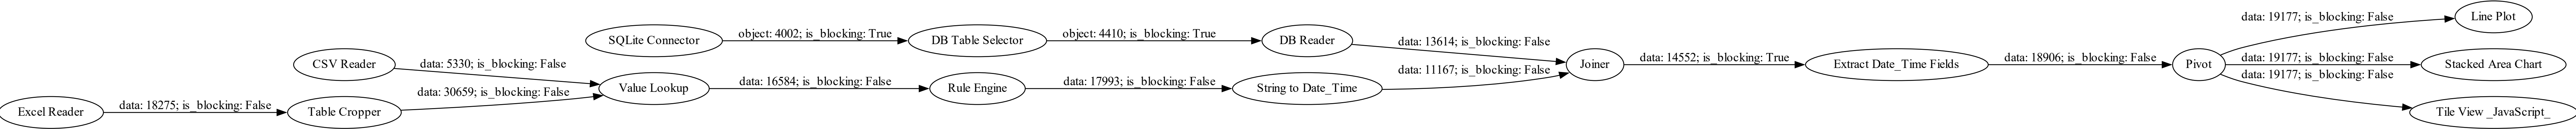 data: 19177; is_blocking: False
Line Plot
SQLite Connector
object: 4002; is_blocking: True
DB Table Selector
object: 4410; is_blocking: True
DB Reader
data: 13614; is_blocking: False
CSV Reader
data: 5330; is_blocking: False
Joiner
data: 14552; is_blocking: True
Extract Date_Time Fields
data: 18906; is_blocking: False
Pivot
data: 19177; is_blocking: False
Stacked Area Chart
data: 11167; is_blocking: False
data: 19177; is_blocking: False
Value Lookup
data: 16584; is_blocking: False
Rule Engine
data: 17993; is_blocking: False
String to Date_Time
data: 30659; is_blocking: False
Excel Reader
data: 18275; is_blocking: False
Table Cropper
Tile View _JavaScript_